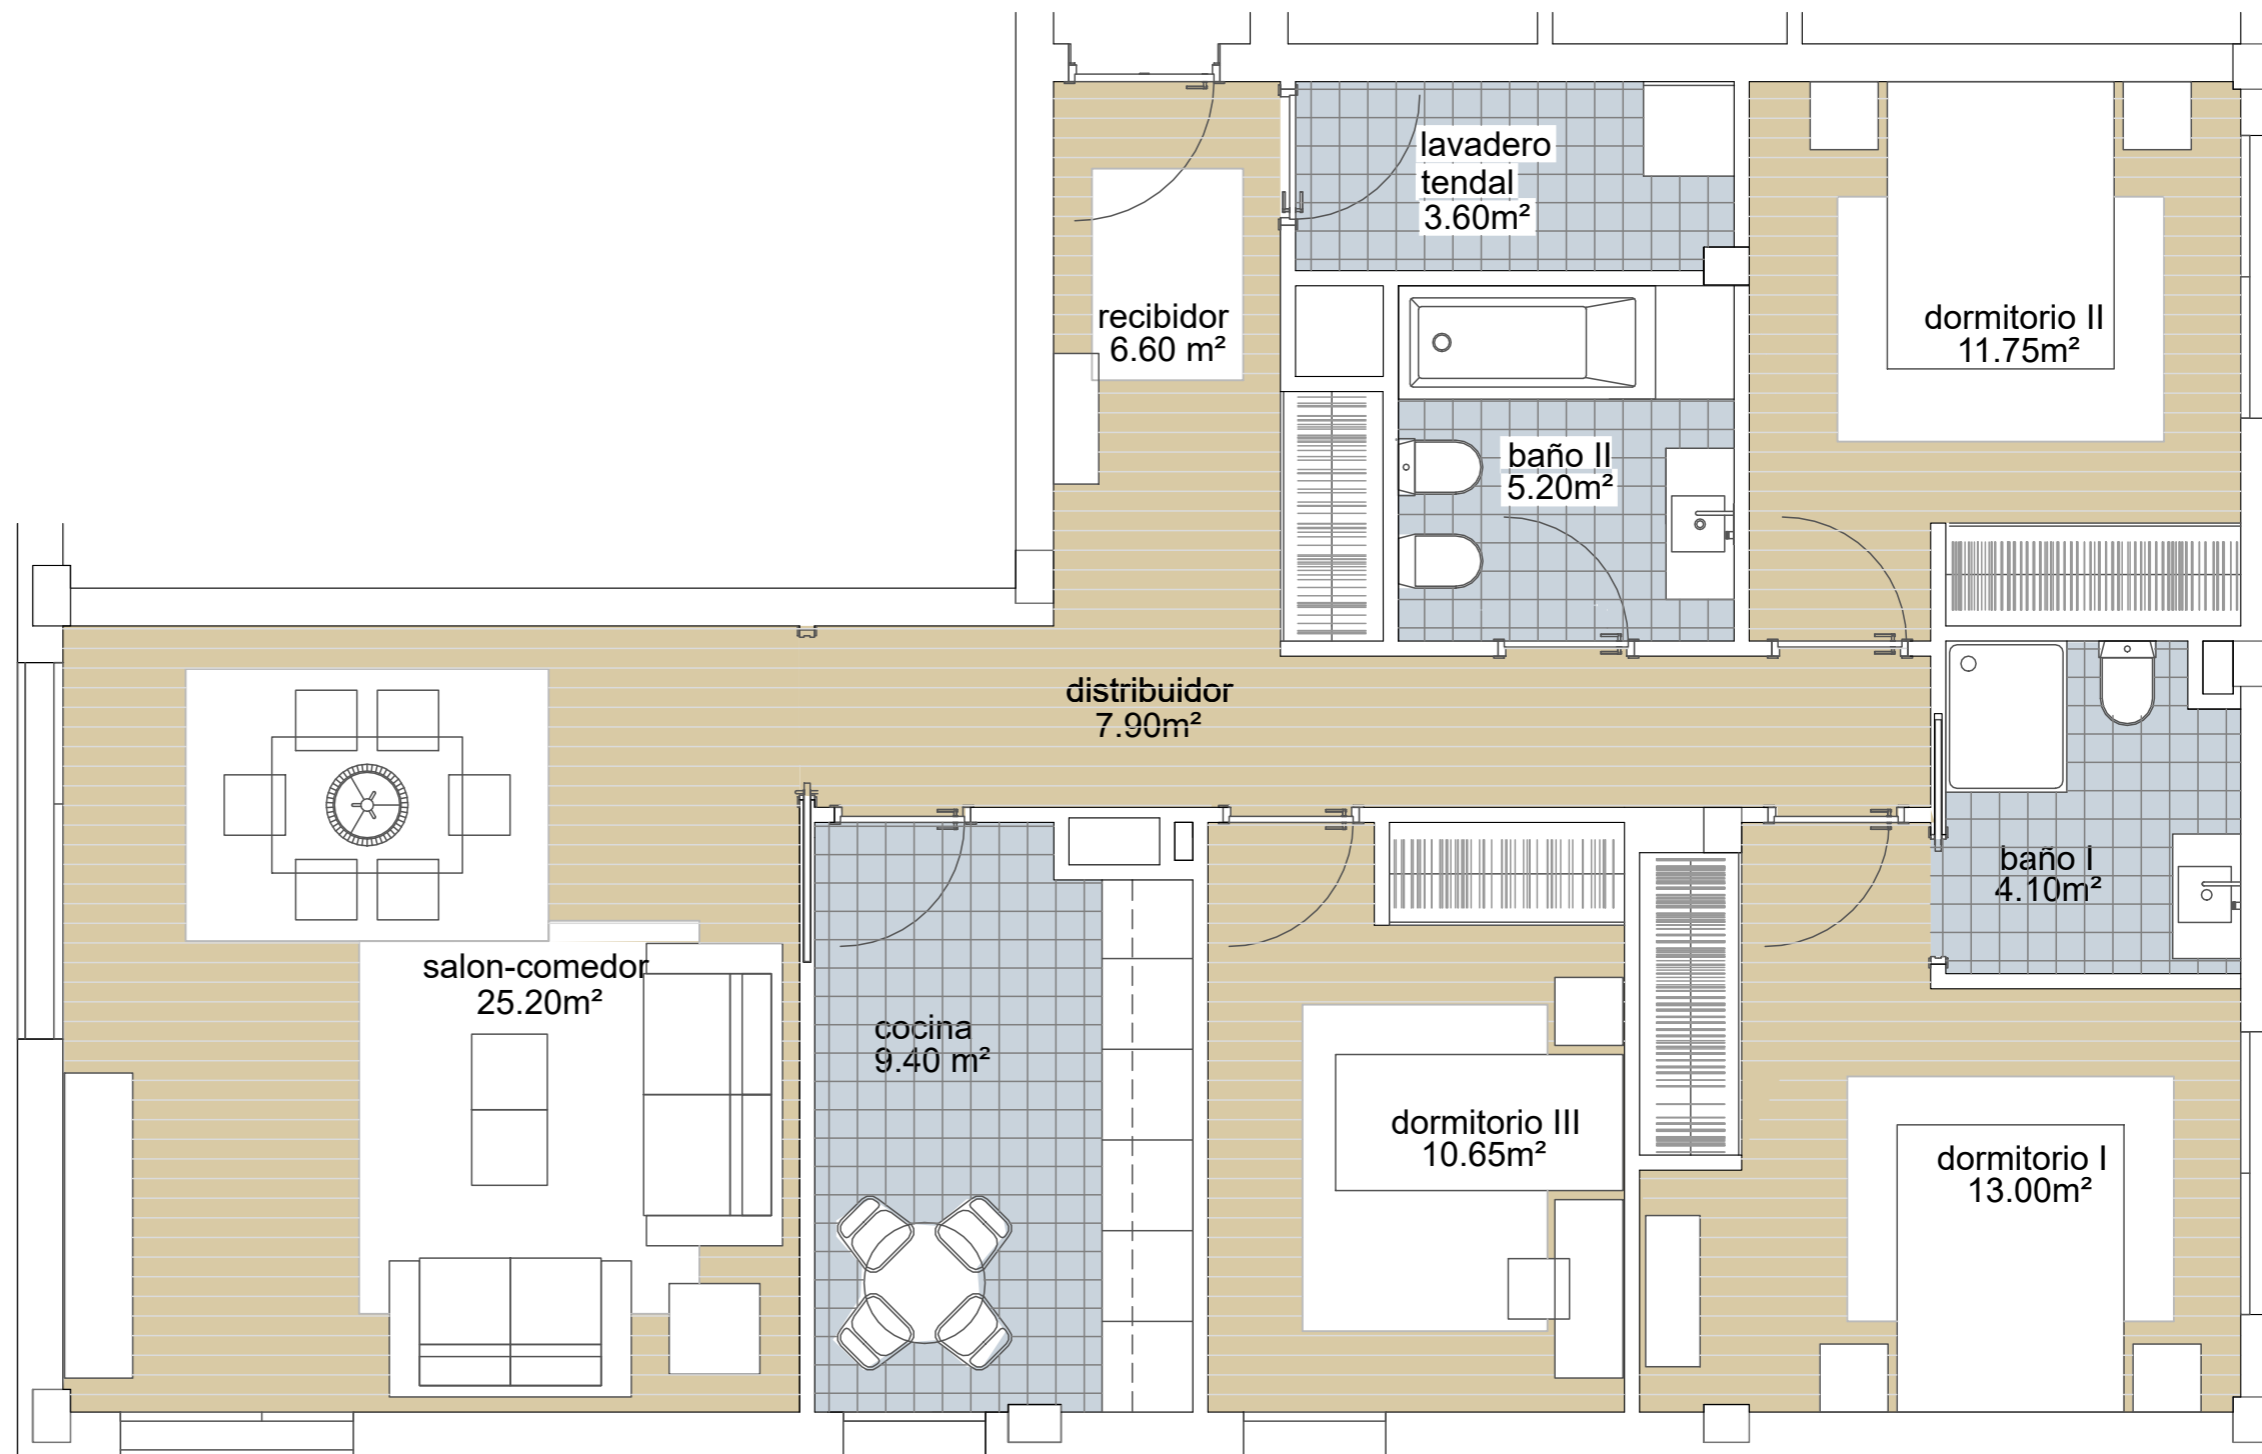 lavadero
tendal
3.60m²
recibidor
6.60 m²
dormitorio II
11.75m²
baño II
5.20m²
distribuidor
7.90m²
baño I
4.10m²
salon-comedor
25.20m²
cocina
9.40 m²
dormitorio III
10.65m²
dormitorio I
13.00m²